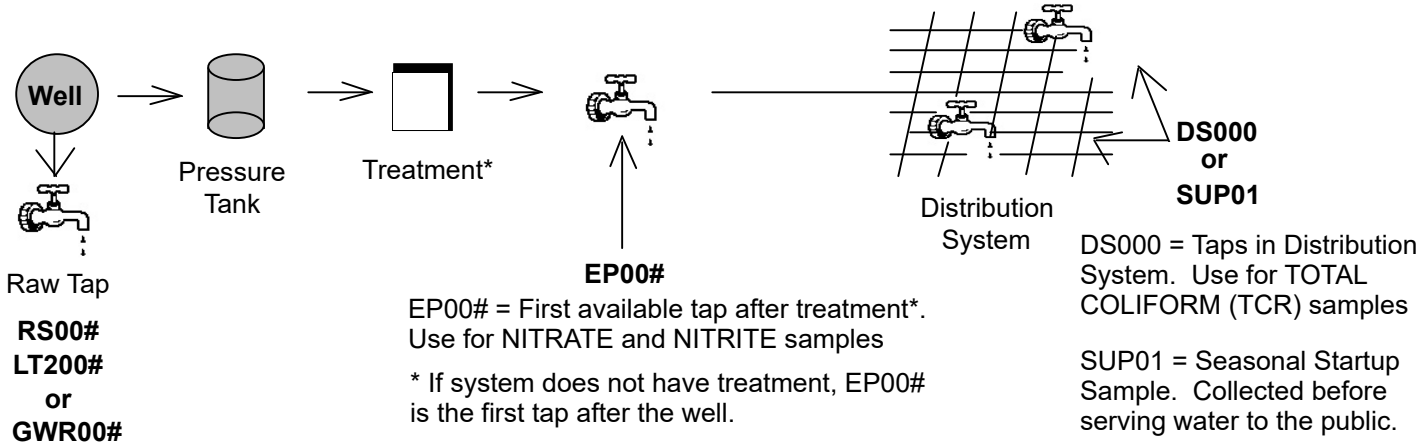 Well
Raw Tap
RS00#
LT200#
or
GWR00#
Pressure
Tank
Treatment*
EP00#
EP00# = First available tap after treatment*.
Use for NITRATE and NITRITE samples
* If system does not have treatment, EP00#
is the first tap after the well.
Distribution
System
DS000
or
SUP01
DS000 = Taps in Distribution
System. Use for TOTAL
COLIFORM (TCR) samples
SUP01 = Seasonal Startup
Sample. Collected before
serving water to the public.